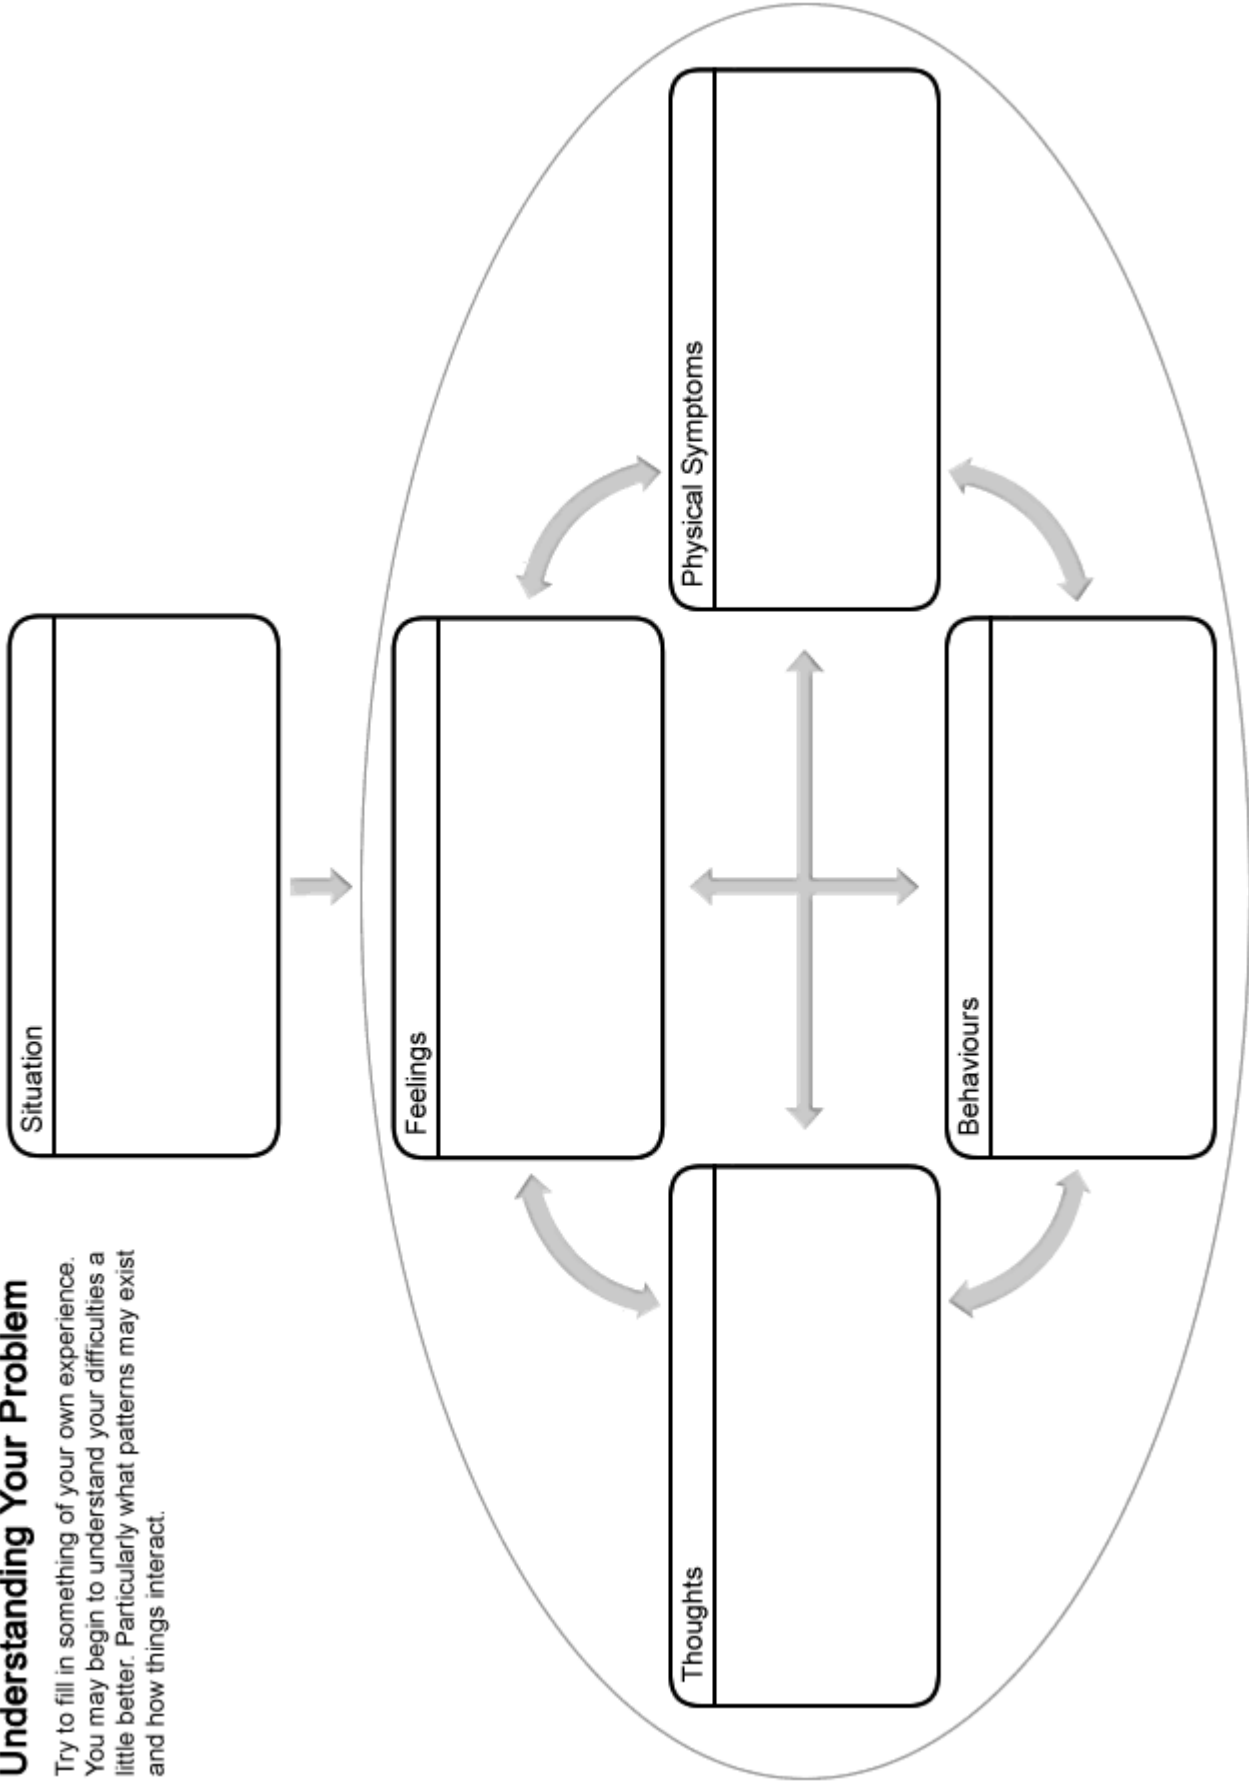 Understanding Your Problem
Try to fill in something of your own experience.
You may begin to understand your difficulties a
little better. Particularly what patterns may exist
and how things interact.
Situation
Feelings
Thoughts
Physical Symptoms
Behaviours